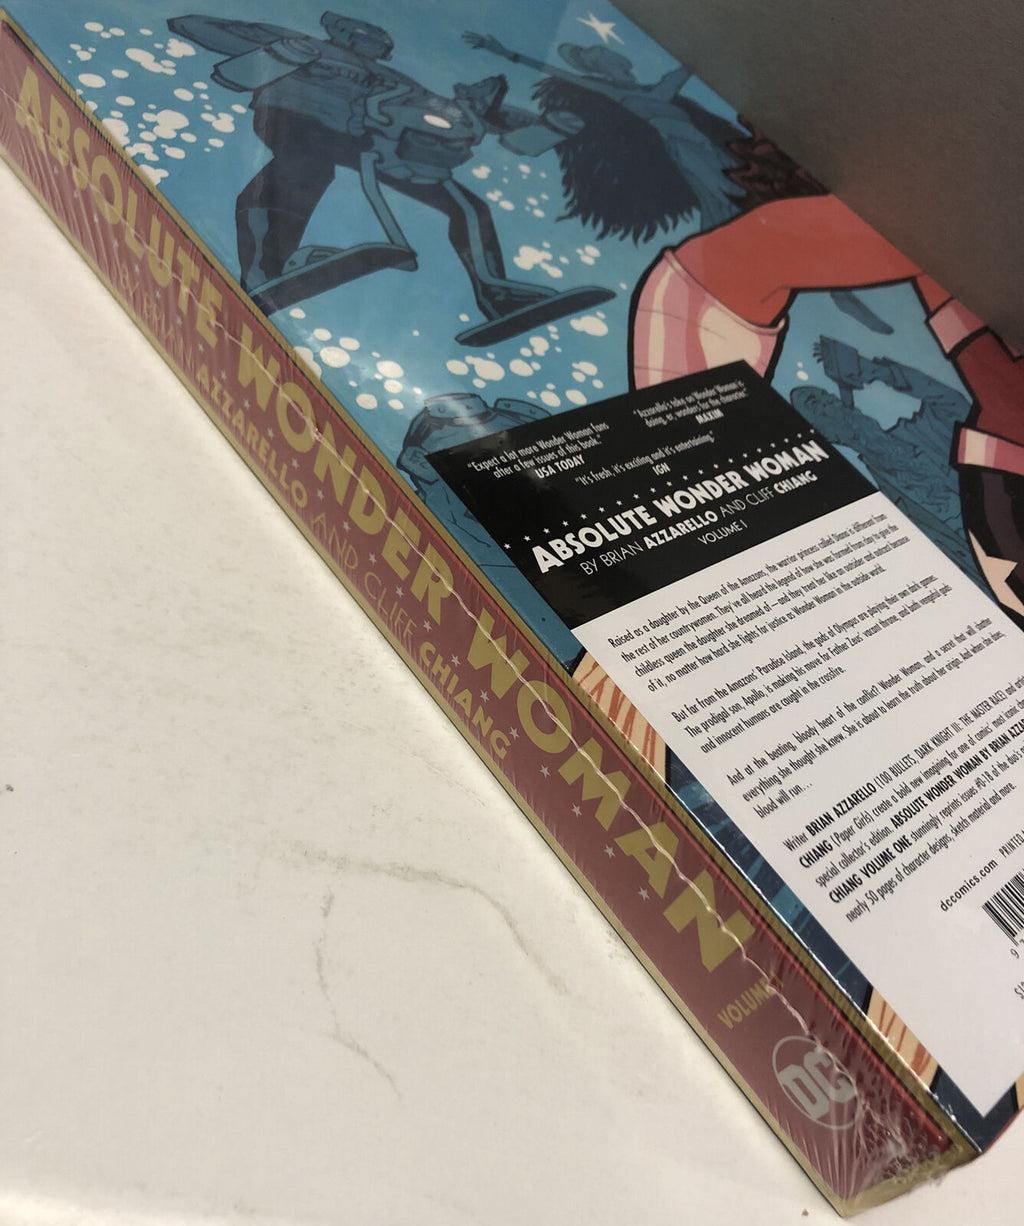 ABSOLUTE WONDER WOMAN
BY BRIAN AZZARELLO AND CLIFF CHIANG
VOLUME
DC
"Expect a lot more Wonder Woman fans
after a few issues of this book."
USA TODAY
"Azzarello's take on Wonder Woman is
doing, er, wonders for the character."
MAXIM
"It's fresh, it's exciting and it's entertaining."
IGN
ABSOLUTE WONDER WOMAN
BY BRIAN AZZARELLO AND CLIFF CHIANG
VOLUME 1
Raised as a daughter by the Queen of the Amazons, the warrior princess called Diana is different from
the rest of her countrywomen. They've all heard the legend of how she was formed from clay to give the
childless queen the daughter she dreamed of—and they treat her like an outsider and outcast because
of it, no matter how hard she fights for justice as Wonder Woman in the outside world.
But far from the Amazons' Paradise Island, the gods of Olympus are playing their own dark games.
The prodigal son, Apollo, is making his move for Father Zeus' vacant throne, and both vengeful gods
and innocent humans are caught in the crossfire.
And at the beating, bloody heart of the conflict? Wonder Woman, and a secret that will shatter
everything she thought she knew. She is about to learn the truth about her origin. And when she does,
blood will run...
Writer BRIAN AZZARELLO (100 BULLETS, DARK KNIGHT III: THE MASTER RACE) and
CHIANG (Paper Girls) create a bold new imagining for one of comics' most iconic
special collector's edition. ABSOLUTE WONDER WOMAN BY BRIAN
CHIANG VOLUME ONE stunningly reprints issues #0-18 of the duo's
nearly 50 pages of character designs, sketch material and more.
dccomics.com PRINTED
9